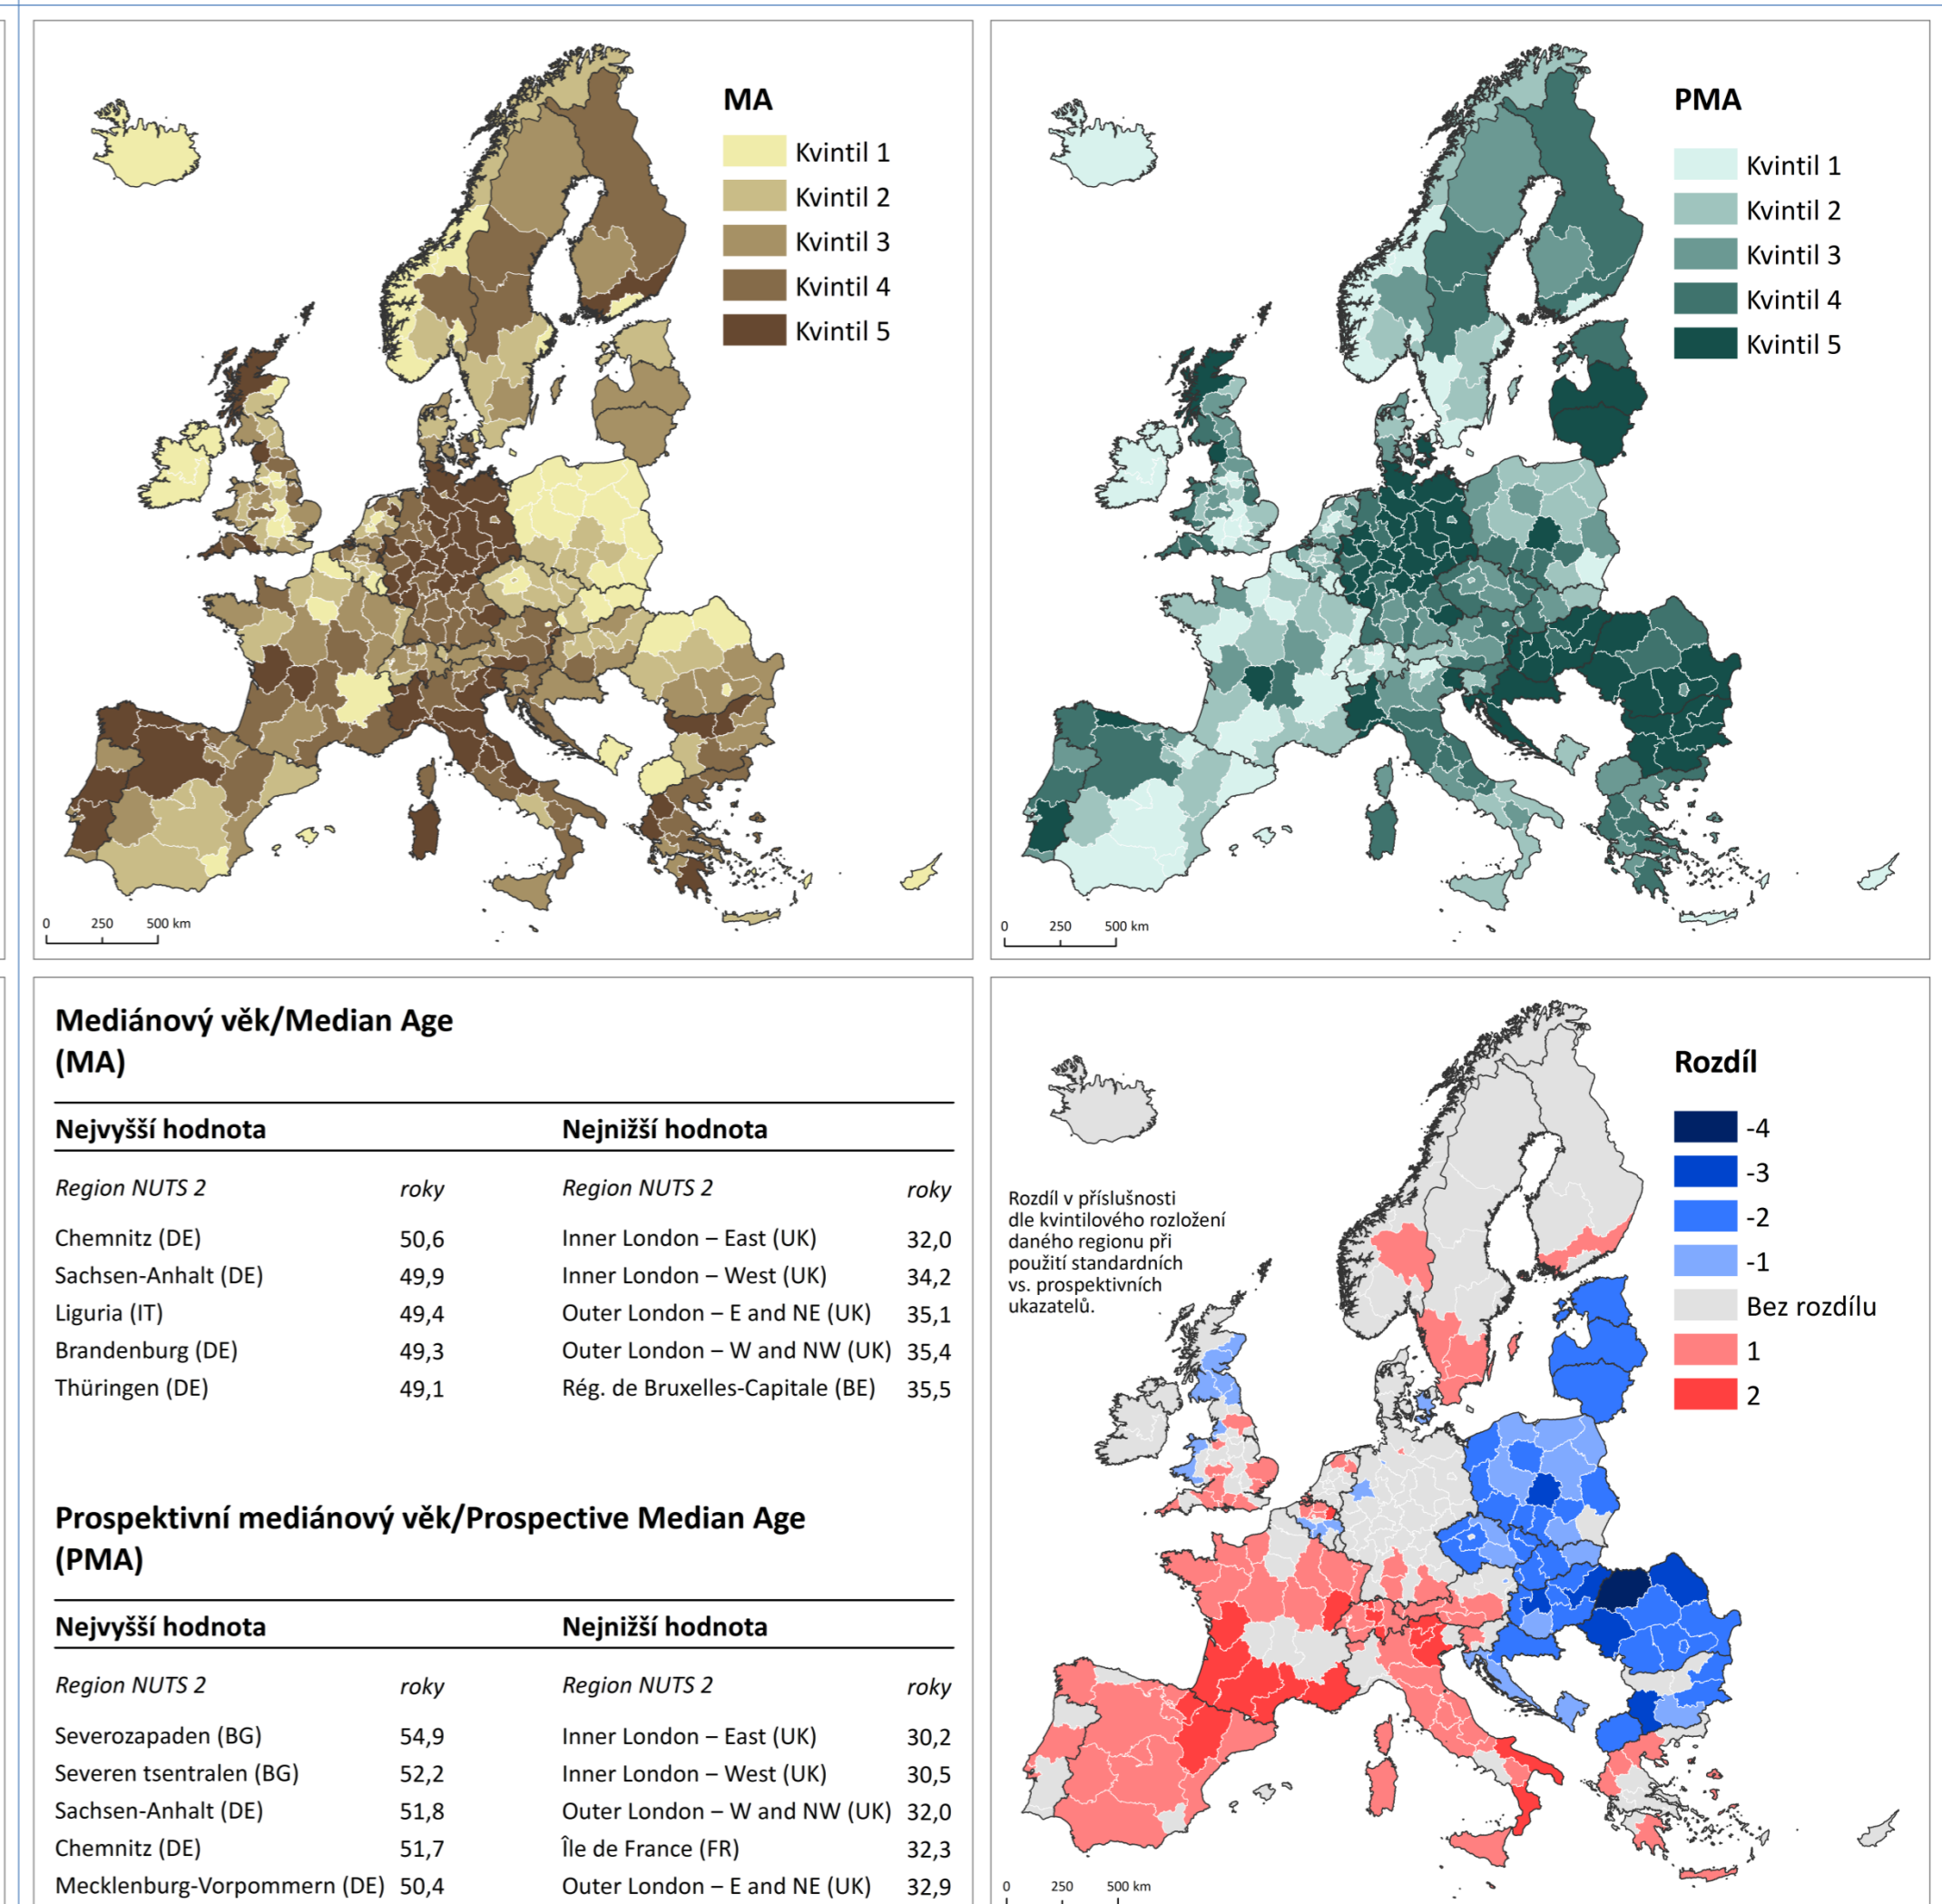 MA
Kvintil 1
Kvintil 2
Kvintil 3
Kvintil 4
Kvintil 5
0 250 500 km
PMA
Kvintil 1
Kvintil 2
Kvintil 3
Kvintil 4
Kvintil 5
0 250 500 km
Mediánový věk/Median Age
(MA)
Nejvyšší hodnota Nejnižší hodnota
Region NUTS 2 roky Region NUTS 2 roky
Chemnitz (DE) 50,6 Inner London – East (UK) 32,0
Sachsen-Anhalt (DE) 49,9 Inner London – West (UK) 34,2
Liguria (IT) 49,4 Outer London – E and NE (UK) 35,1
Brandenburg (DE) 49,3 Outer London – W and NW (UK) 35,4
Thüringen (DE) 49,1 Rég. de Bruxelles-Capitale (BE) 35,5
Prospektivní mediánový věk/Prospective Median Age
(PMA)
Nejvyšší hodnota Nejnižší hodnota
Region NUTS 2 roky Region NUTS 2 roky
Severozapaden (BG) 54,9 Inner London – East (UK) 30,2
Severen tsentralen (BG) 52,2 Inner London – West (UK) 30,5
Sachsen-Anhalt (DE) 51,8 Outer London – W and NW (UK) 32,0
Chemnitz (DE) 51,7 Île de France (FR) 32,3
Mecklenburg-Vorpommern (DE) 50,4 Outer London – E and NE (UK) 32,9
Rozdíl
-4
-3
-2
-1
Bez rozdílu
1
2
Rozdíl v příslušnosti
dle kvintilového rozložení
daného regionu při
použití standardních
vs. prospektivních
ukazatelů.
0 250 500 km